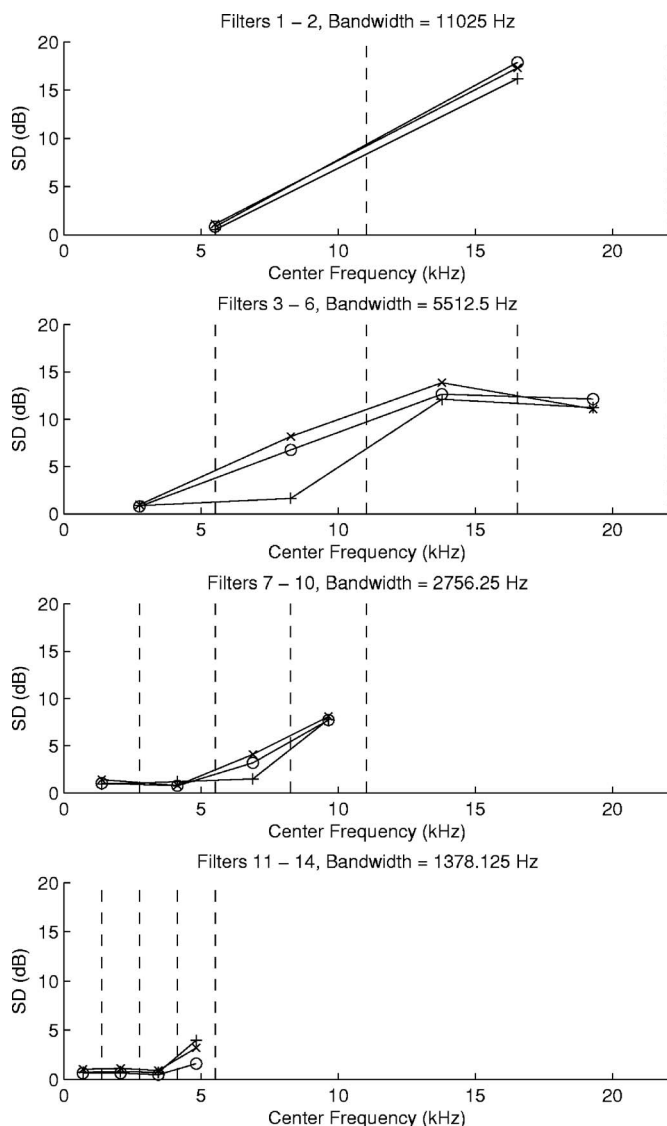 Filters 1 – 2, Bandwidth = 11025 Hz
20
15
10
5
0
SD (dB)
0 5 10 15 20
Center Frequency (kHz)
Filters 3 – 6, Bandwidth = 5512.5 Hz
20
15
10
5
0
SD (dB)
0 5 10 15 20
Center Frequency (kHz)
Filters 7 – 10, Bandwidth = 2756.25 Hz
20
15
10
5
0
SD (dB)
0 5 10 15 20
Center Frequency (kHz)
Filters 11 – 14, Bandwidth = 1378.125 Hz
20
15
10
5
0
SD (dB)
0 5 10 15 20
Center Frequency (kHz)